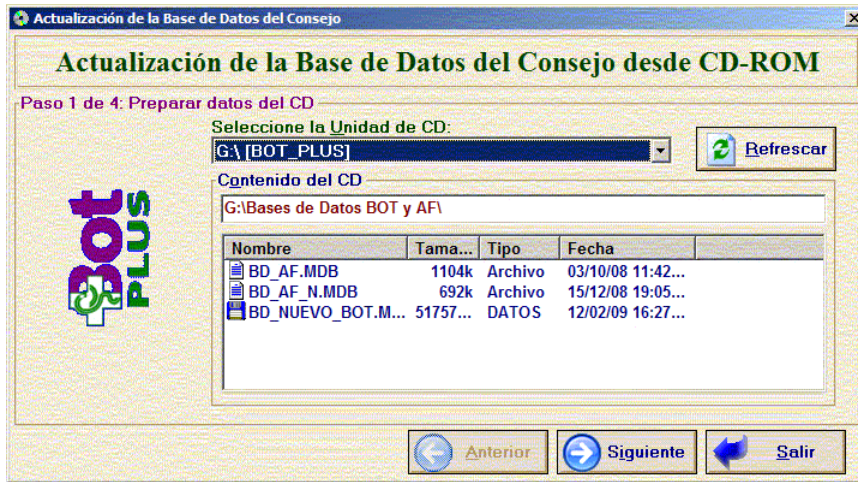 Actualización de la Base de Datos del Consejo
Actualización de la Base de Datos del Consejo desde CD-ROM
Paso 1 de 4: Preparar datos del CD
Seleccione la Unidad de CD:
G:\ [BOT_PLUS]
Refrescar
Contenido del CD
G:\Bases de Datos BOT y AF\
Nombre Tama... Tipo Fecha
BD_AF.MDB 1104k Archivo 03/10/08 11:42...
BD_AF_N.MDB 692k Archivo 15/12/08 19:05...
BD_NUEVO_BOT.M... 51757... DATOS 12/02/09 16:27...
Bot PLUS
Anterior Siguiente Salir